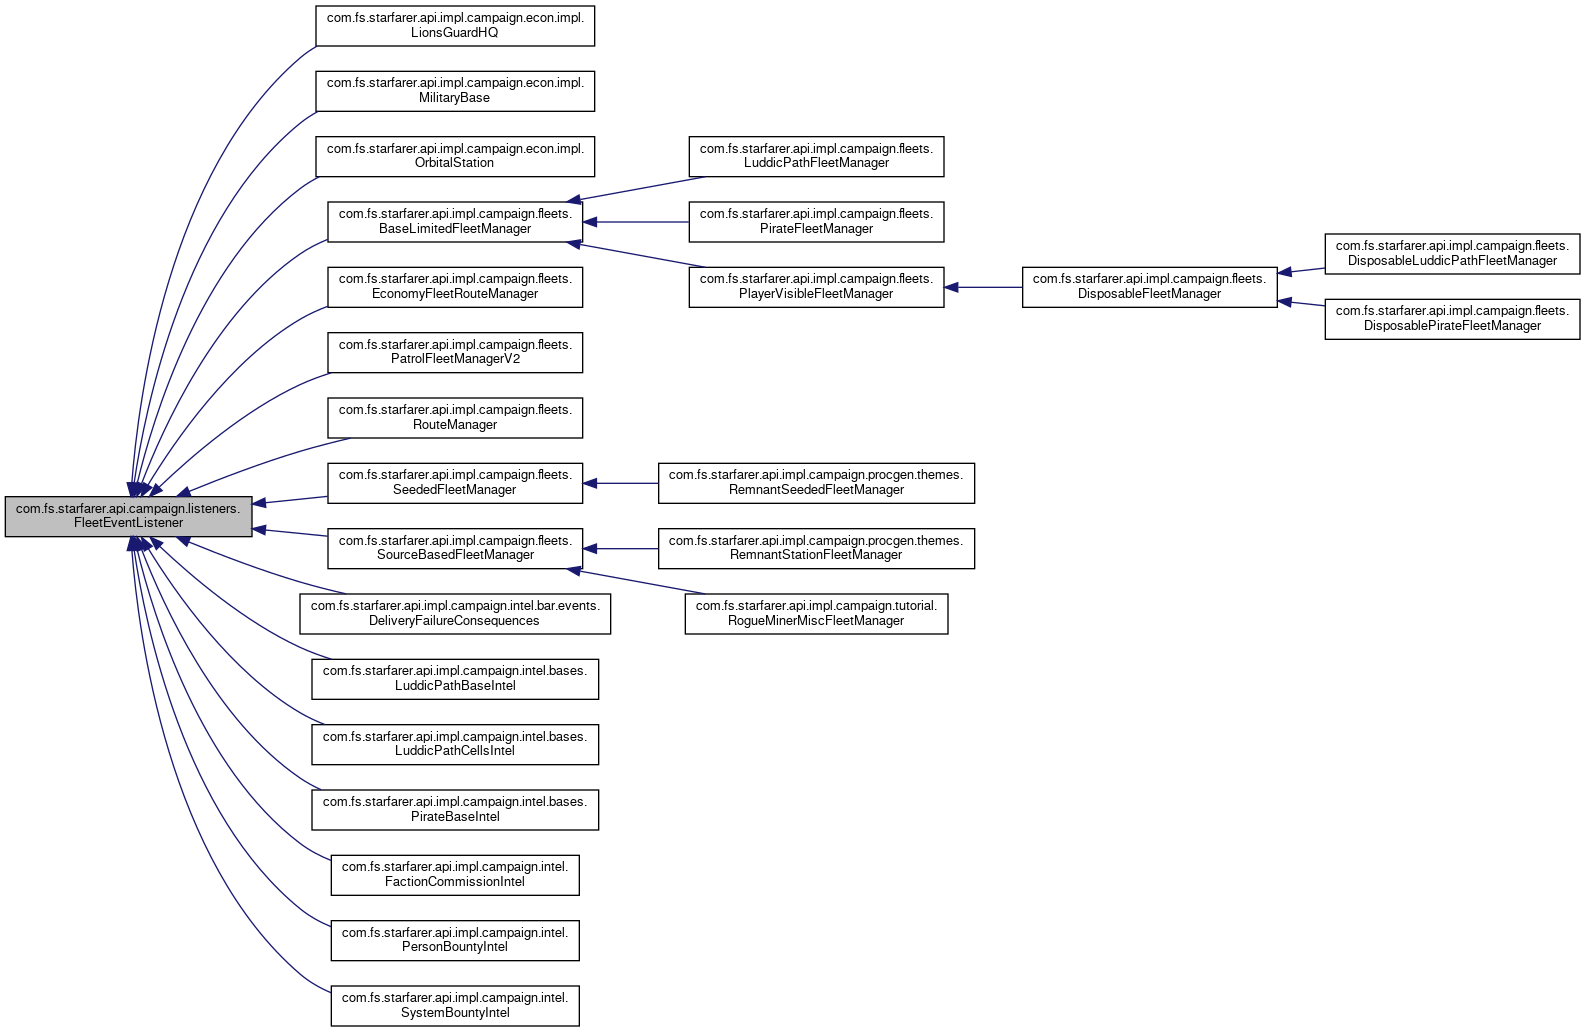 com.fs.starfarer.api.impl.campaign.econ.impl.
LionsGuardHQ
com.fs.starfarer.api.impl.campaign.econ.impl.
MilitaryBase
com.fs.starfarer.api.impl.campaign.econ.impl.
OrbitalStation
com.fs.starfarer.api.impl.campaign.fleets.
LuddicPathFleetManager
com.fs.starfarer.api.impl.campaign.fleets.
BaseLimitedFleetManager
com.fs.starfarer.api.impl.campaign.fleets.
PirateFleetManager
com.fs.starfarer.api.impl.campaign.fleets.
DisposableLuddicPathFleetManager
com.fs.starfarer.api.impl.campaign.fleets.
EconomyFleetRouteManager
com.fs.starfarer.api.impl.campaign.fleets.
PlayerVisibleFleetManager
com.fs.starfarer.api.impl.campaign.fleets.
DisposableFleetManager
com.fs.starfarer.api.impl.campaign.fleets.
DisposablePirateFleetManager
com.fs.starfarer.api.impl.campaign.fleets.
PatrolFleetManagerV2
com.fs.starfarer.api.impl.campaign.fleets.
RouteManager
com.fs.starfarer.api.impl.campaign.fleets.
SeededFleetManager
com.fs.starfarer.api.impl.campaign.procgen.themes.
RemnantSeededFleetManager
com.fs.starfarer.api.campaign.listeners.
FleetEventListener
com.fs.starfarer.api.impl.campaign.fleets.
SourceBasedFleetManager
com.fs.starfarer.api.impl.campaign.procgen.themes.
RemnantStationFleetManager
com.fs.starfarer.api.impl.campaign.intel.bar.events.
DeliveryFailureConsequences
com.fs.starfarer.api.impl.campaign.tutorial.
RogueMinerMiscFleetManager
com.fs.starfarer.api.impl.campaign.intel.bases.
LuddicPathBaseIntel
com.fs.starfarer.api.impl.campaign.intel.bases.
LuddicPathCellsIntel
com.fs.starfarer.api.impl.campaign.intel.bases.
PirateBaseIntel
com.fs.starfarer.api.impl.campaign.intel.
FactionCommissionIntel
com.fs.starfarer.api.impl.campaign.intel.
PersonBountyIntel
com.fs.starfarer.api.impl.campaign.intel.
SystemBountyIntel